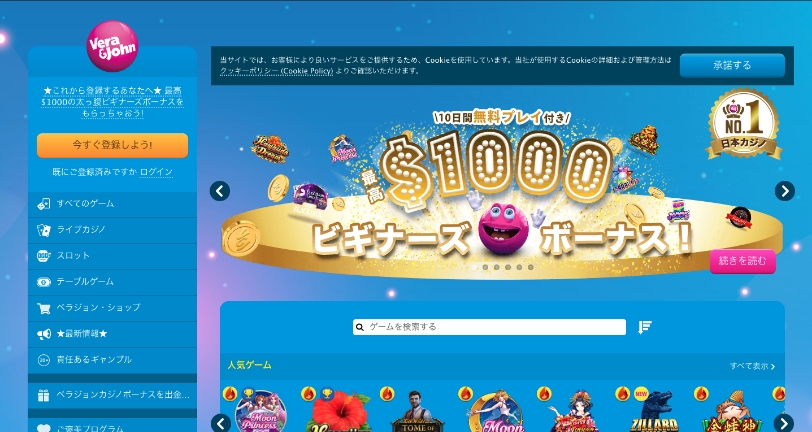 Vera
&John
★これから登録するあなたへ★ 最高
$1000の太っ腹ビギナーズボーナスを
もらっちゃおう!
今すぐ登録しよう!
既にご登録済みですか ログイン
すべてのゲーム
ライブカジノ
スロット
テーブルゲーム
ベラジョン・ショップ
★最新情報★
責任あるギャンブル
ベラジョンカジノボーナスを出金...
ご褒美プログラム
当サイトでは、お客様により良いサービスをご提供するため、Cookieを使用しています。当社が使用するCookieの詳細および管理方法は
クッキーポリシー (Cookie Policy) よりご確認いただけます。
承諾する
\10日間無料プレイ付き/
最高
$1000
ビギナーズ ボーナス!
NO.1
日本カジノ
続きを読む
ゲームを検索する
人気ゲーム
すべて表示
Moon
Princess
TOME OF
NEW
ZILLARD
金蛙神